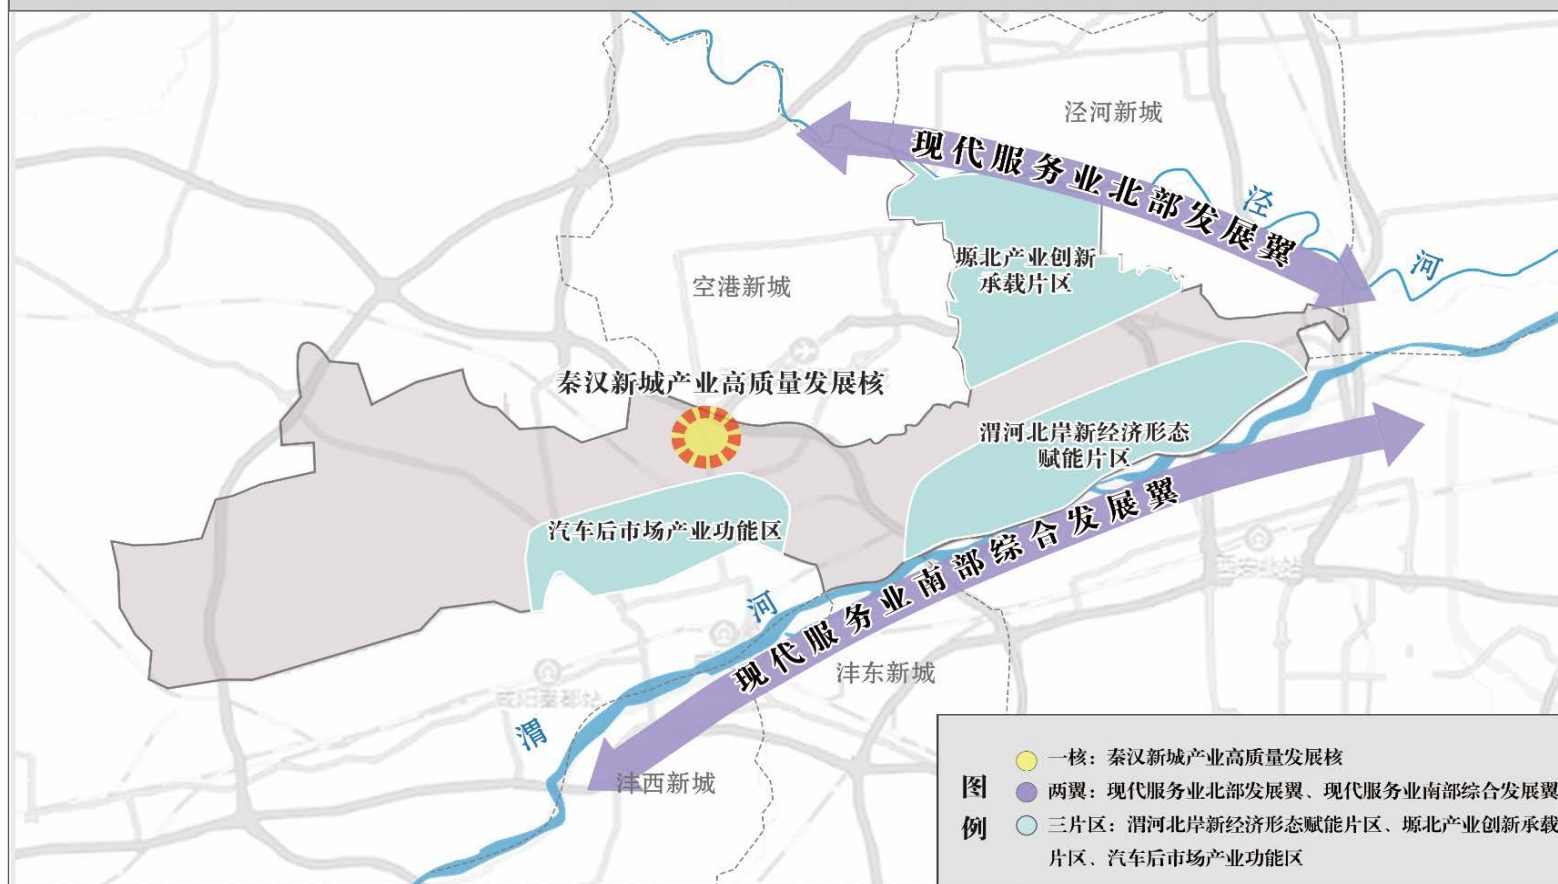 泾河新城
现代服务业北部发展翼
泾
河
塬北产业创新
承载片区
空港新城
秦汉新城产业高质量发展核
渭河北岸新经济形态
赋能片区
汽车后市场产业功能区
现代服务业南部综合发展翼
河
渭
沣东新城
沣西新城
图
例
一核：秦汉新城产业高质量发展核
两翼：现代服务业北部发展翼、现代服务业南部综合发展翼
三片区：渭河北岸新经济形态赋能片区、塬北产业创新承载
片区、汽车后市场产业功能区